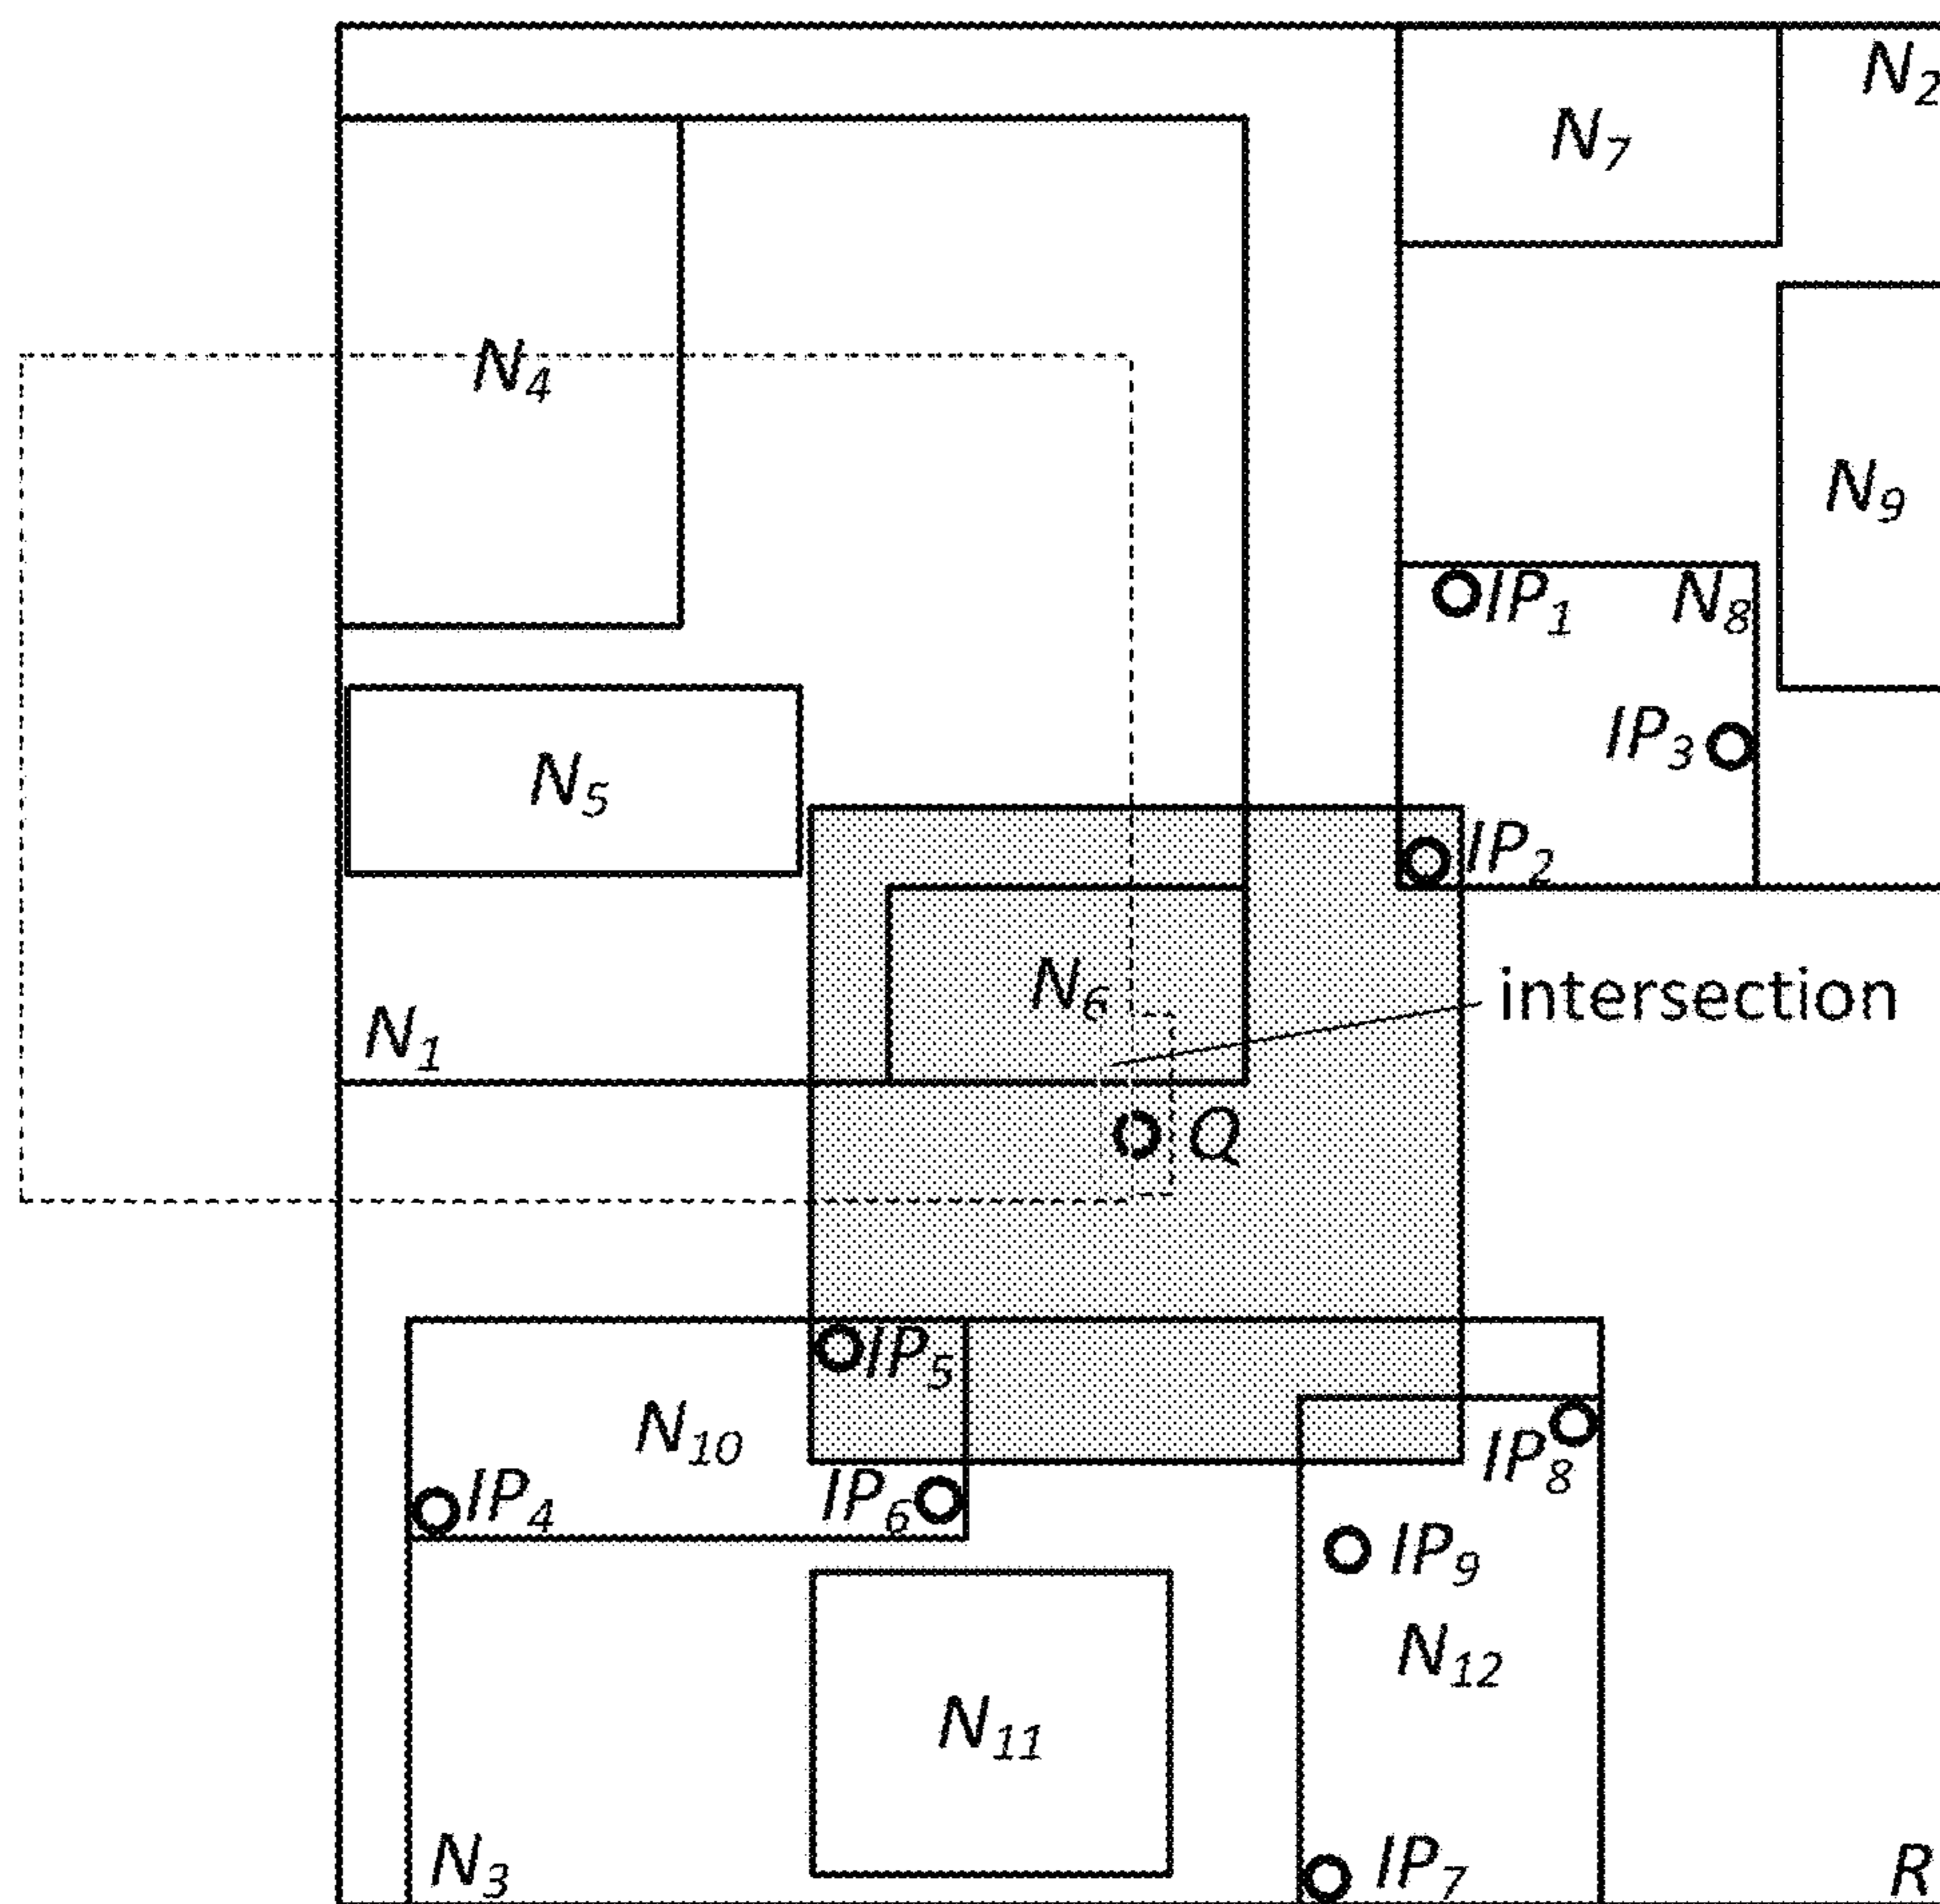 N₂
N₇
N₄
N₉
IP₁
N₈
IP₃
N₅
IP₂
N₆
intersection
N₁
Q
IP₅
N₁₀
IP₈
IP₄
IP₆
IP₉
N₁₂
N₁₁
N₃
IP₇
R